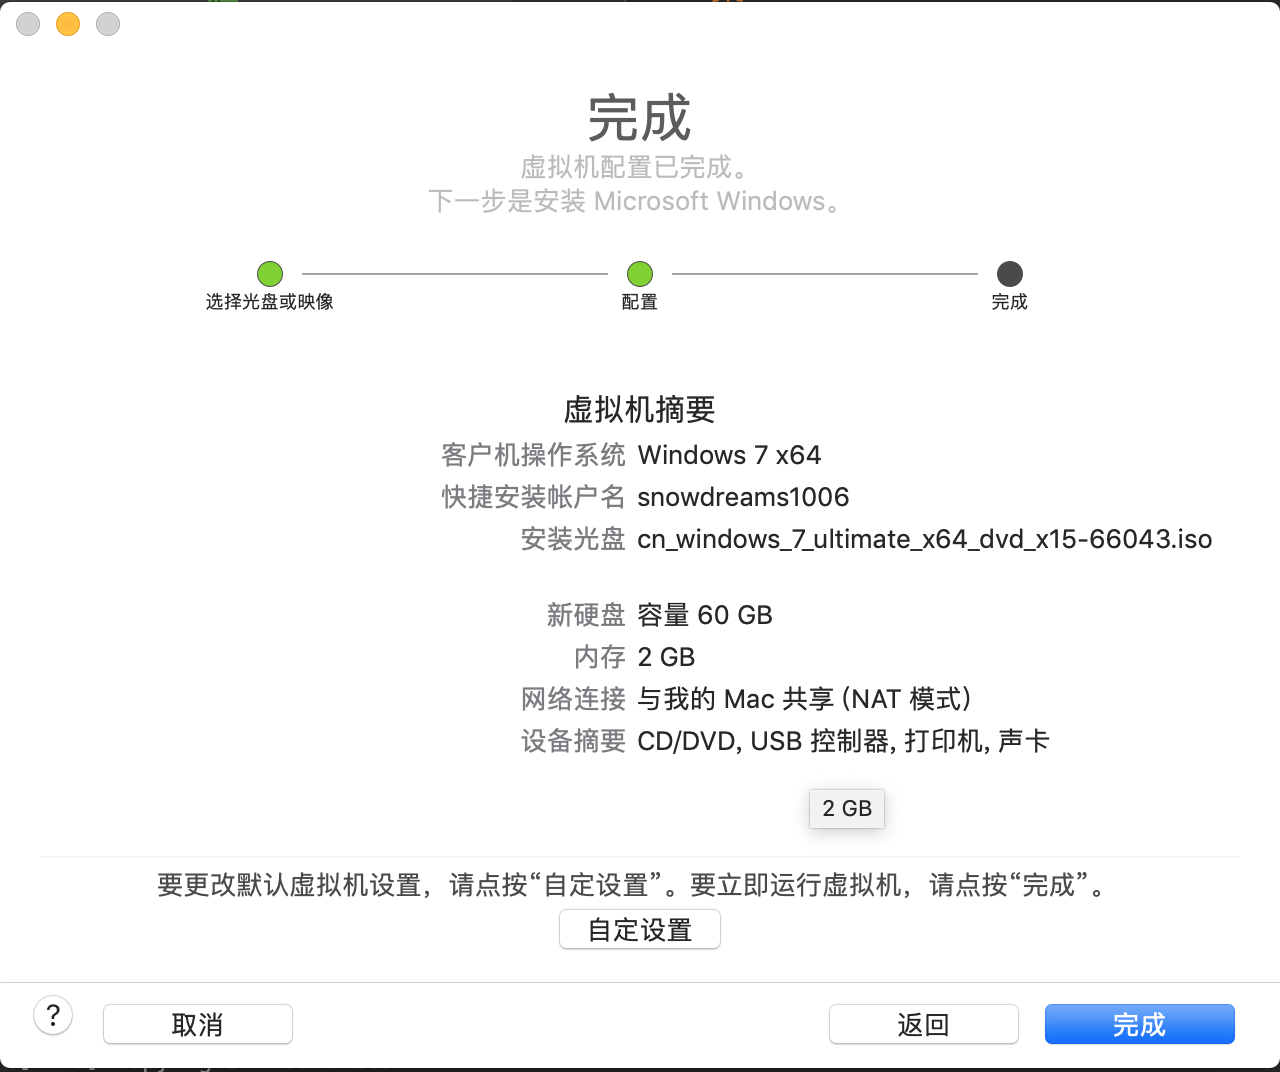 完成
虚拟机配置已完成。
下一步是安装 Microsoft Windows。
选择光盘或映像
配置
完成
虚拟机摘要
客户机操作系统 Windows 7 x64
快捷安装帐户名 snowdreams1006
安装光盘 cn_windows_7_ultimate_x64_dvd_x15-66043.iso
新硬盘 容量 60 GB
内存 2 GB
网络连接 与我的 Mac 共享 (NAT 模式)
设备摘要 CD/DVD, USB 控制器, 打印机, 声卡
2 GB
要更改默认虚拟机设置，请点按“自定设置”。要立即运行虚拟机，请点按“完成”。
自定设置
?
取消
返回
完成